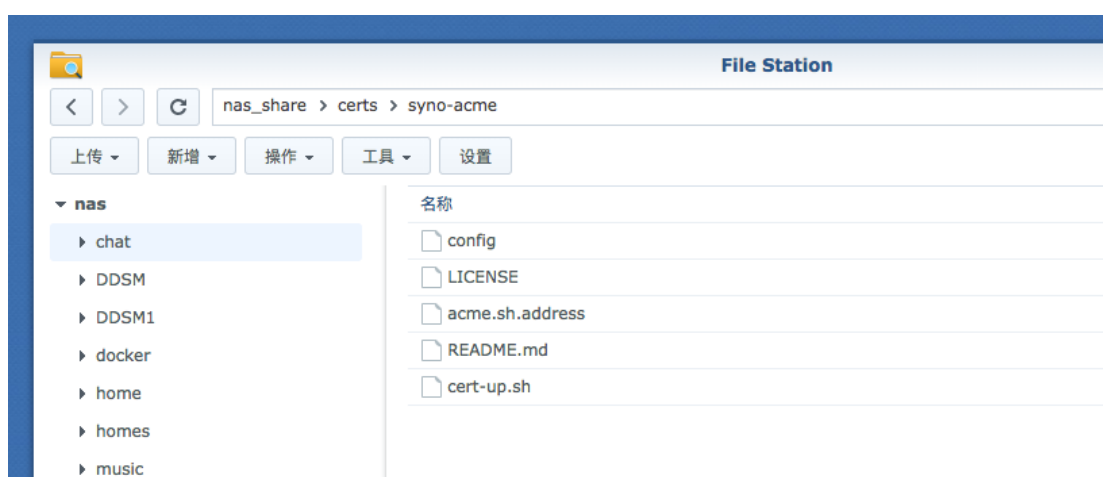 File Station
nas_share > certs > syno-acme
上传 新增 操作 工具 设置
nas
chat
DDSM
DDSM1
docker
home
homes
music
名称
config
LICENSE
acme.sh.address
README.md
cert-up.sh